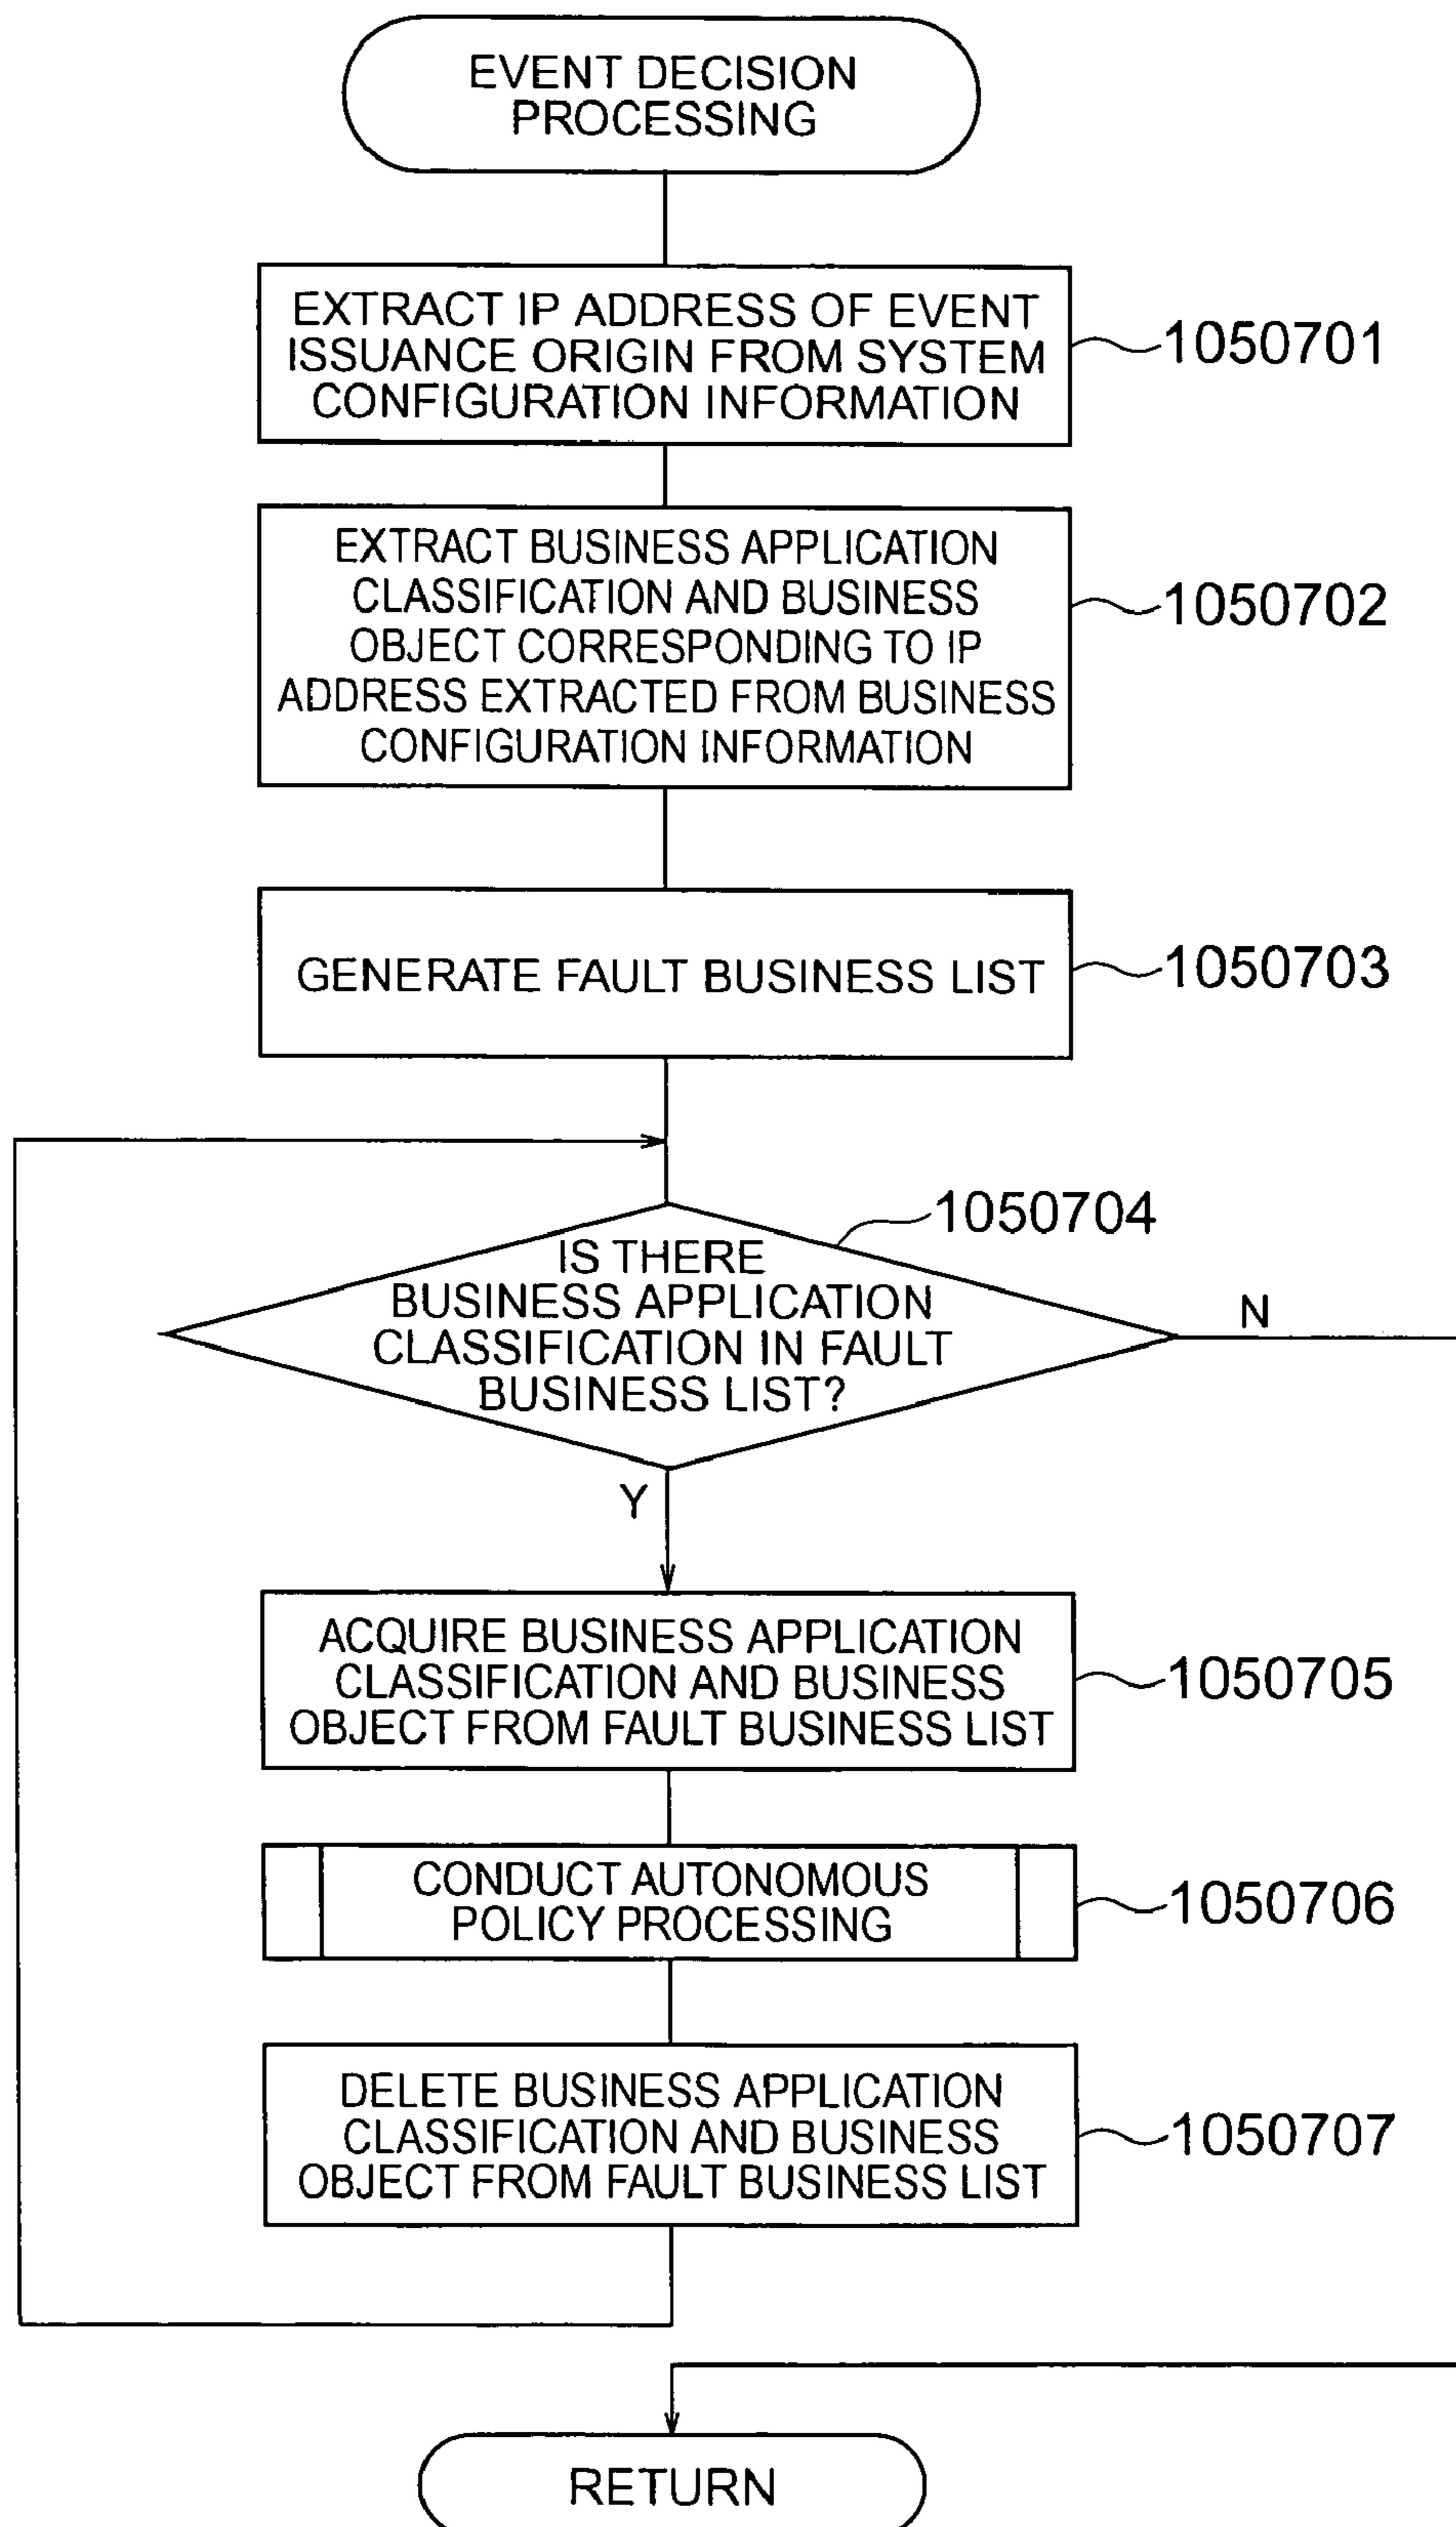 EVENT DECISION
PROCESSING
EXTRACT IP ADDRESS OF EVENT
ISSUANCE ORIGIN FROM SYSTEM
CONFIGURATION INFORMATION
1050701
EXTRACT BUSINESS APPLICATION
CLASSIFICATION AND BUSINESS
OBJECT CORRESPONDING TO IP
ADDRESS EXTRACTED FROM BUSINESS
CONFIGURATION INFORMATION
1050702
GENERATE FAULT BUSINESS LIST
1050703
1050704
IS THERE
BUSINESS APPLICATION
CLASSIFICATION IN FAULT
BUSINESS LIST?
N
Y
ACQUIRE BUSINESS APPLICATION
CLASSIFICATION AND BUSINESS
OBJECT FROM FAULT BUSINESS LIST
1050705
CONDUCT AUTONOMOUS
POLICY PROCESSING
1050706
DELETE BUSINESS APPLICATION
CLASSIFICATION AND BUSINESS
OBJECT FROM FAULT BUSINESS LIST
1050707
RETURN